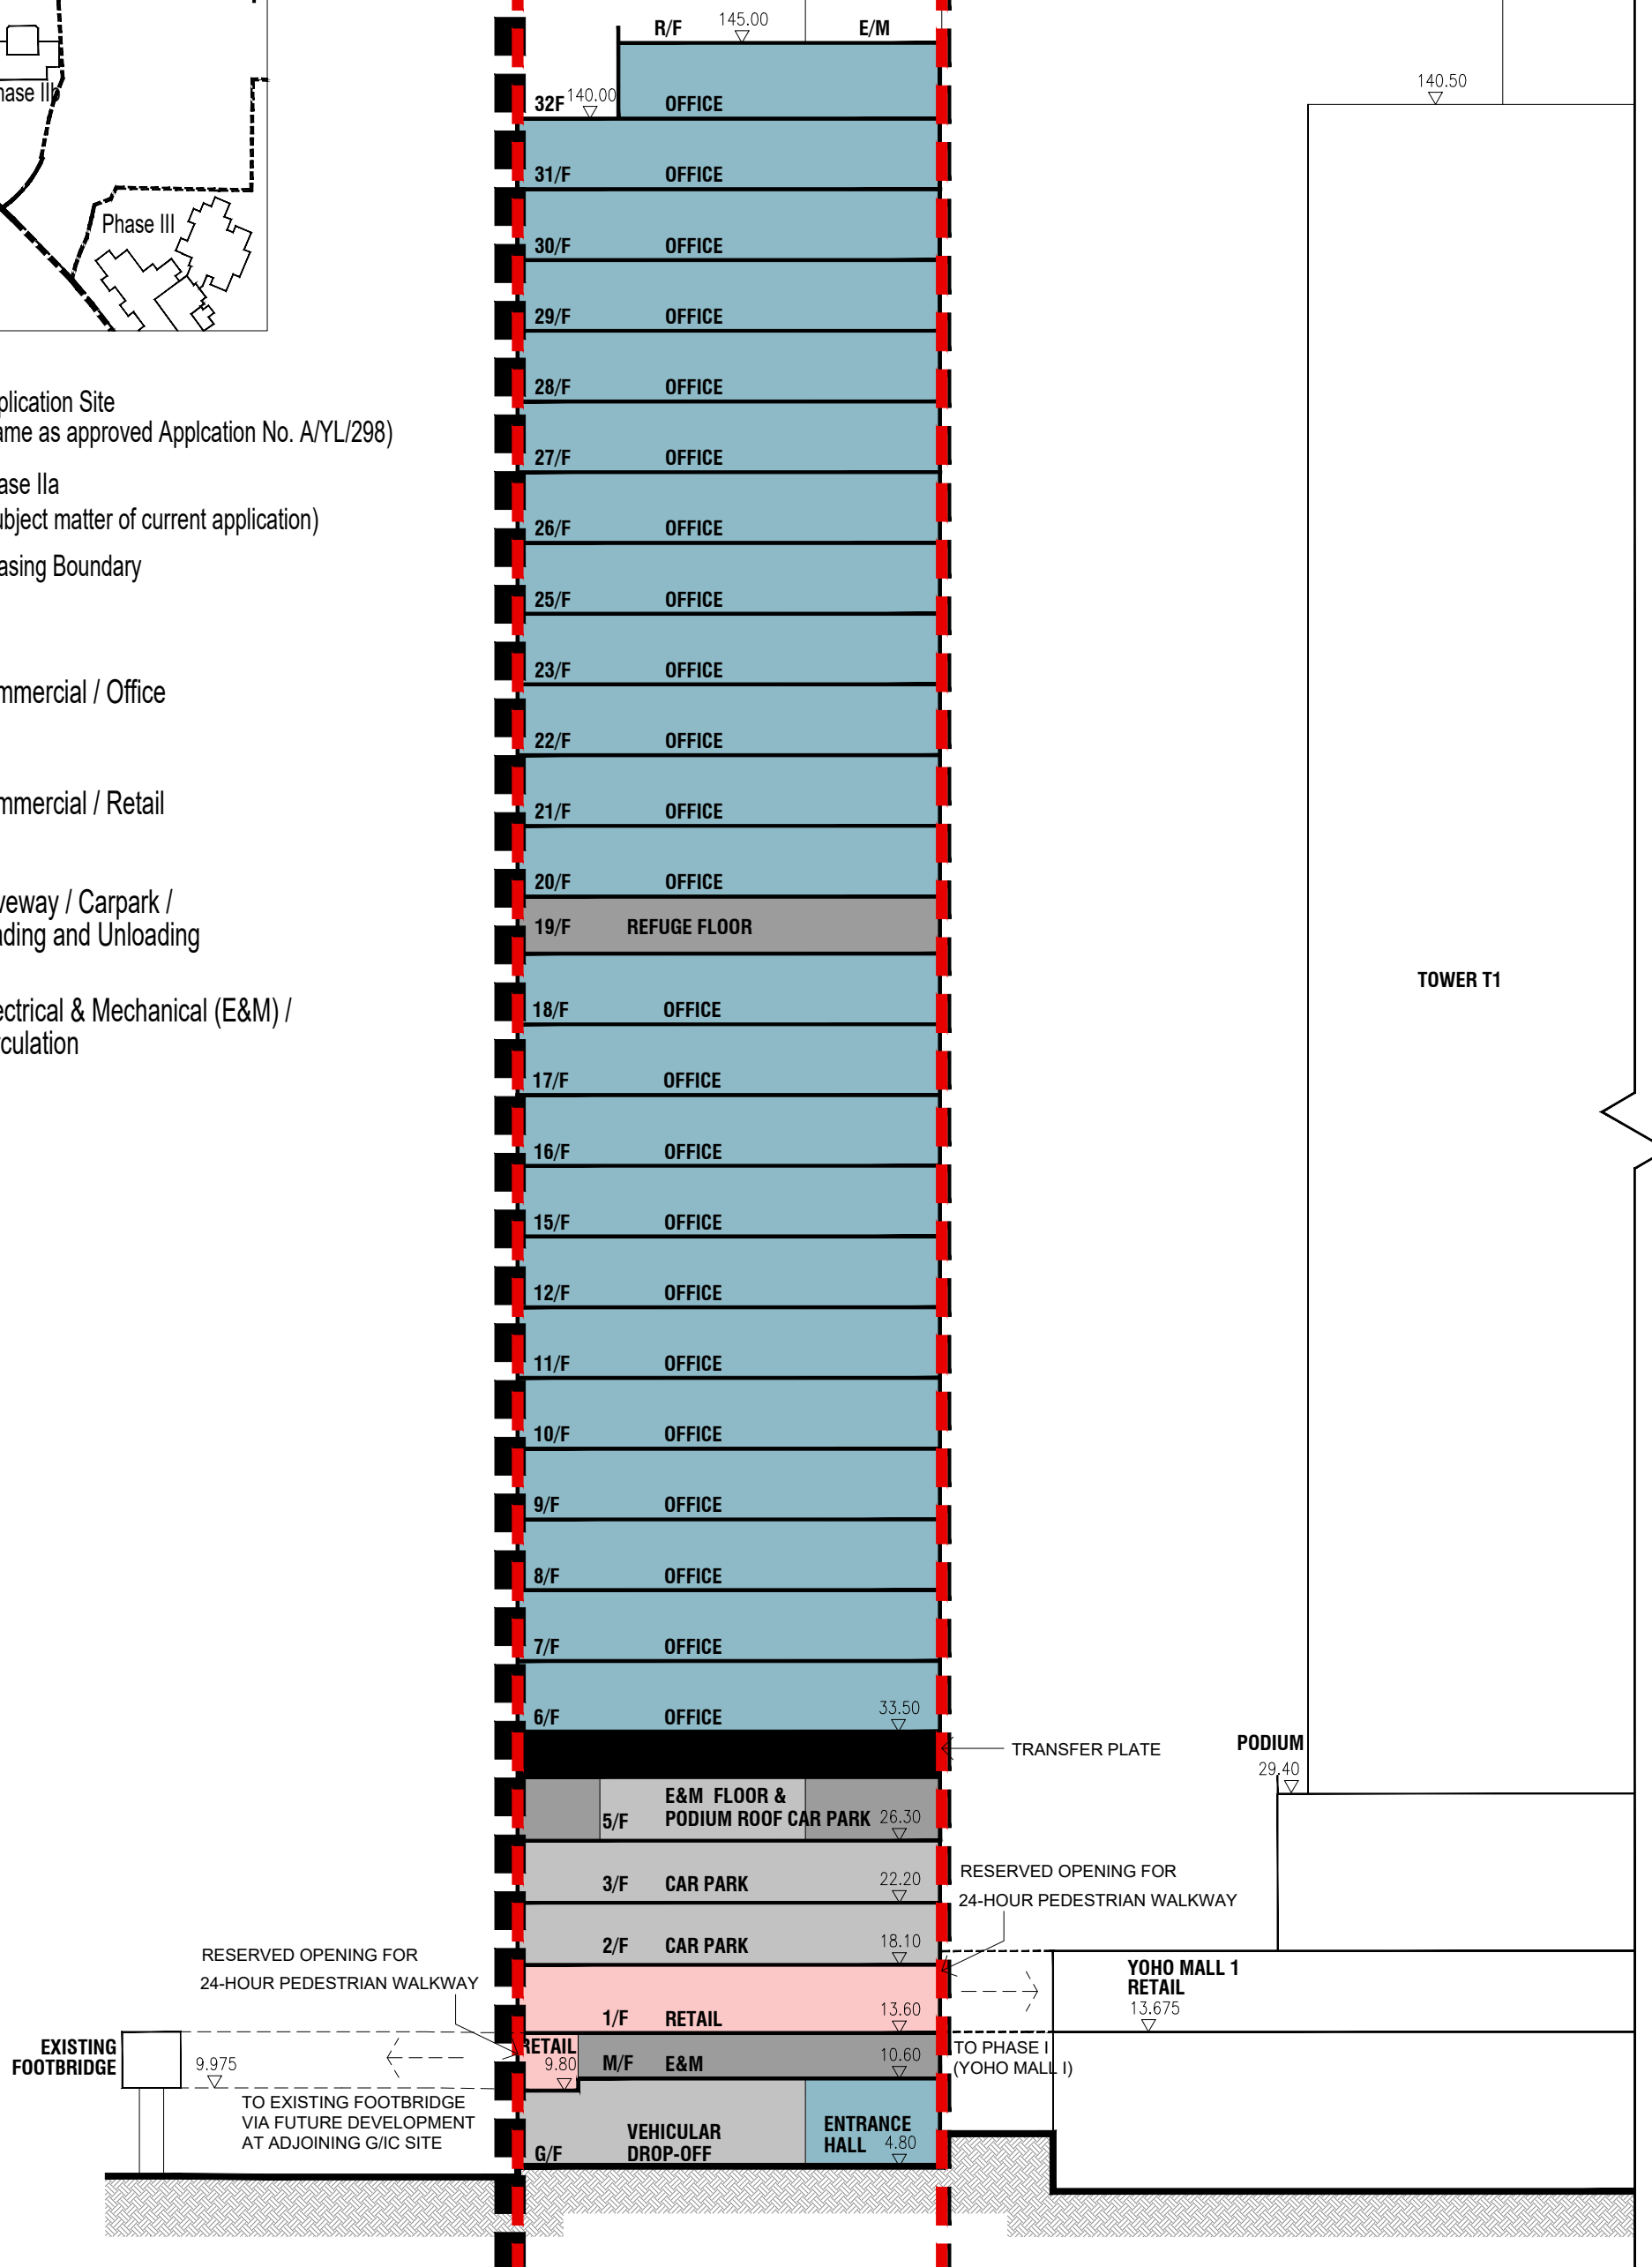 R/F 145.00 E/M
32F 140.00 OFFICE
31/F OFFICE
30/F OFFICE
29/F OFFICE
28/F OFFICE
27/F OFFICE
26/F OFFICE
25/F OFFICE
23/F OFFICE
22/F OFFICE
21/F OFFICE
20/F OFFICE
19/F REFUGE FLOOR
18/F OFFICE
17/F OFFICE
16/F OFFICE
15/F OFFICE
12/F OFFICE
11/F OFFICE
10/F OFFICE
9/F OFFICE
8/F OFFICE
7/F OFFICE
6/F OFFICE 33.50
TRANSFER PLATE
E&M FLOOR &
5/F PODIUM ROOF CAR PARK 26.30
3/F CAR PARK 22.20
2/F CAR PARK 18.10
1/F RETAIL 13.60
RETAIL
9.80
M/F E&M 10.60
VEHICULAR
G/F DROP-OFF
ENTRANCE
HALL 4.80
hase IIb
Phase III
plication Site
ame as approved Applcation No. A/YL/298)
ase IIa
ubject matter of current application)
asing Boundary
mmercial / Office
mmercial / Retail
veway / Carpark /
ading and Unloading
ectrical & Mechanical (E&M) /
rculation
RESERVED OPENING FOR
24-HOUR PEDESTRIAN WALKWAY
EXISTING
FOOTBRIDGE
9.975
TO EXISTING FOOTBRIDGE
VIA FUTURE DEVELOPMENT
AT ADJOINING G/IC SITE
140.50
TOWER T1
PODIUM
29.40
RESERVED OPENING FOR
24-HOUR PEDESTRIAN WALKWAY
YOHO MALL 1
RETAIL
13.675
TO PHASE I
(YOHO MALL I)